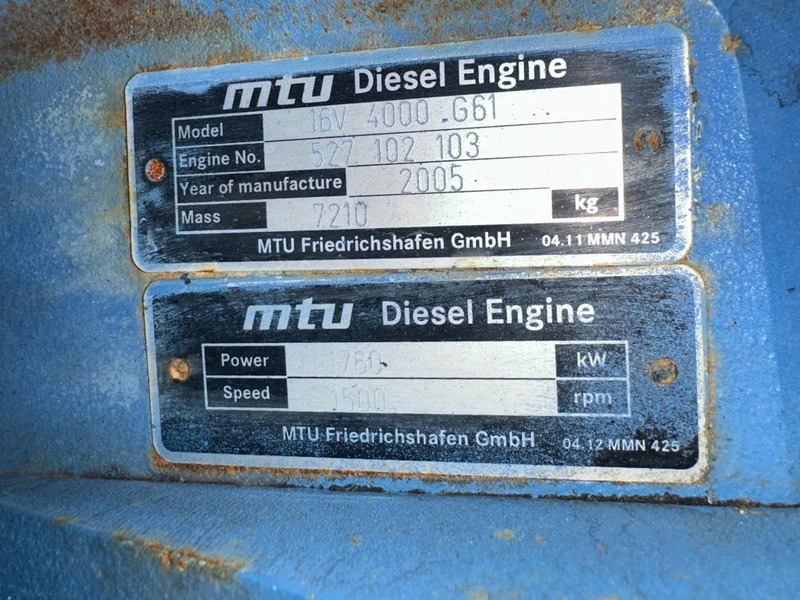 mtu Diesel Engine
Model 16V 4000 G61
Engine No. 527 102 103
Year of manufacture 2005
Mass 7210 kg
MTU Friedrichshafen GmbH 04.11 MMN 425
mtu Diesel Engine
Power 1760 kW
Speed 1500 rpm
MTU Friedrichshafen GmbH 04.12 MMN 425